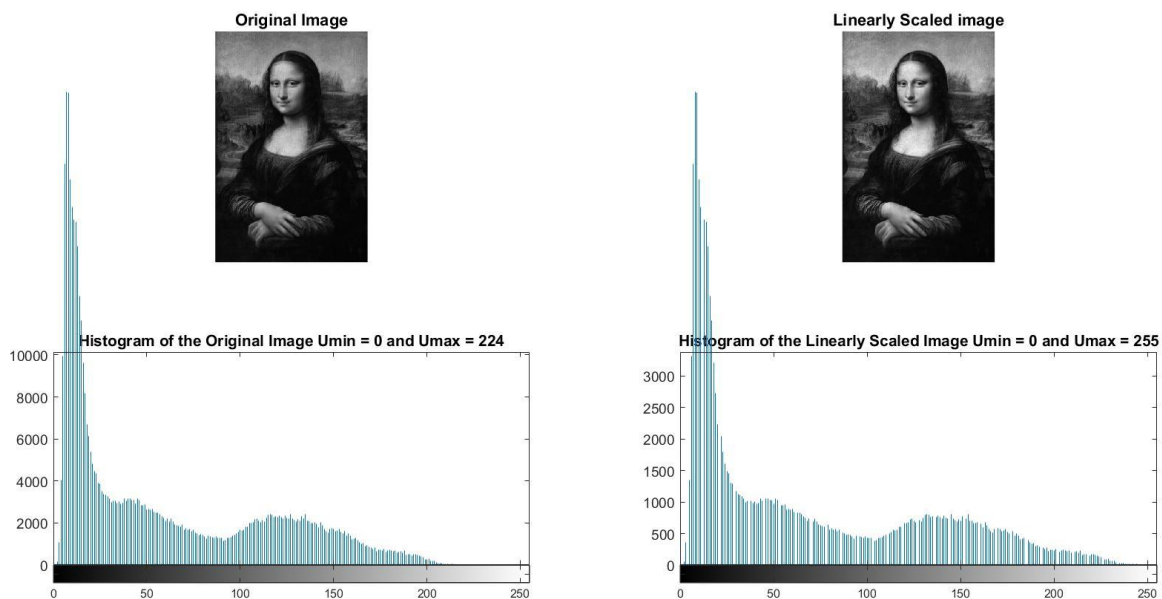 Original Image
Linearly Scaled image
Histogram of the Original Image Umin = 0 and Umax = 224
10000
8000
6000
4000
2000
0
0 50 100 150 200 250
Histogram of the Linearly Scaled Image Umin = 0 and Umax = 255
3000
2500
2000
1500
1000
500
0
0 50 100 150 200 250